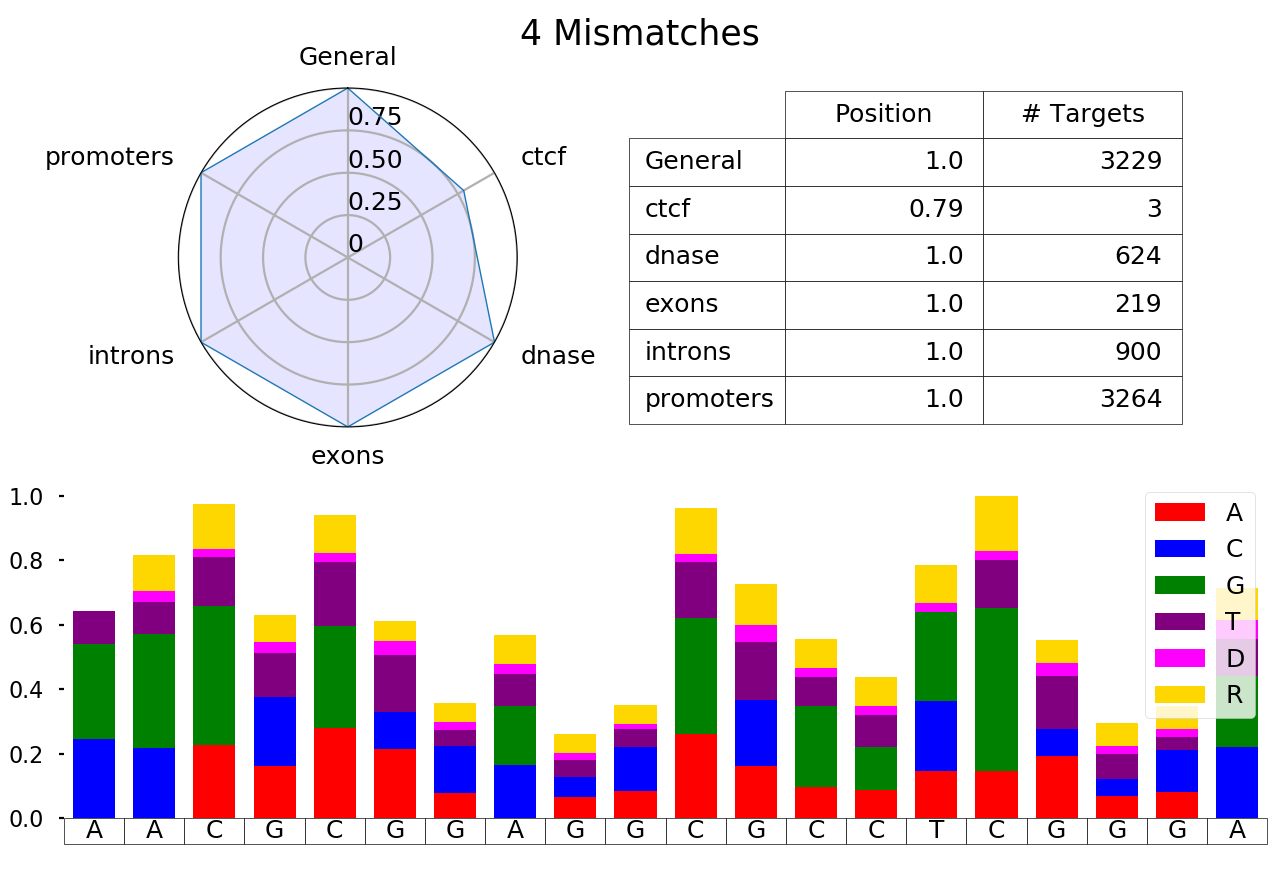 4 Mismatches
General
promoters
ctcf
introns
dnase
exons
0.75
0.50
0.25
0
Position # Targets
General 1.0 3229
ctcf 0.79 3
dnase 1.0 624
exons 1.0 219
introns 1.0 900
promoters 1.0 3264
1.0
0.8
0.6
0.4
0.2
0.0
A
C
G
T
D
R
A A C G C G G A G G C G C C T C G G G A